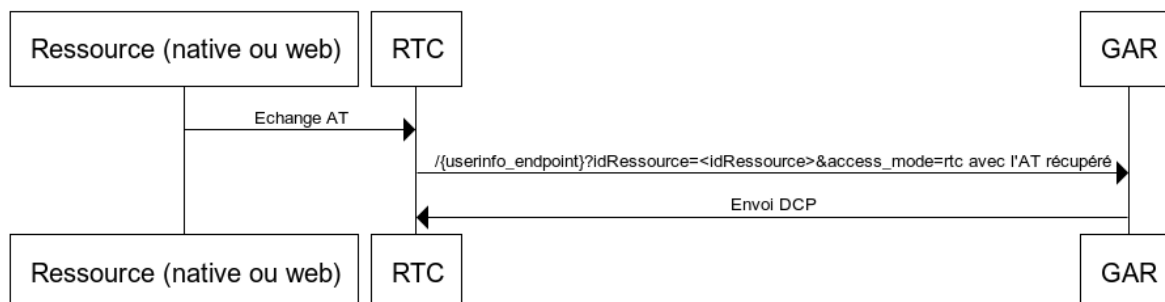 Ressource (native ou web) RTC GAR
Echange AT
/{userinfo_endpoint}?idRessource=<idRessource>&access_mode=rtc avec l'AT récupéré
Envoi DCP
Ressource (native ou web) RTC GAR